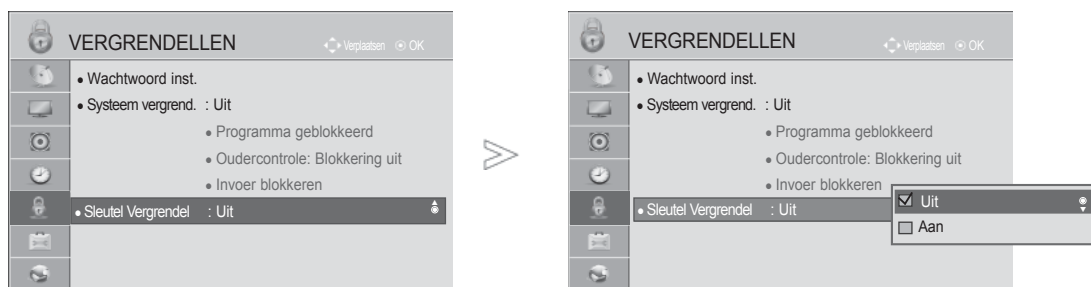 VERGRENDELLEN Verplaatsen OK
• Wachtwoord inst.
• Systeem vergrend. : Uit
• Programma geblokkeerd
• Oudercontrole: Blokkering uit
• Invoer blokkeren
• Sleutel Vergrendel : Uit
VERGRENDELLEN Verplaatsen OK
• Wachtwoord inst.
• Systeem vergrend. : Uit
• Programma geblokkeerd
• Oudercontrole: Blokkering uit
• Invoer blokkeren
• Sleutel Vergrendel : Uit
Uit
Aan